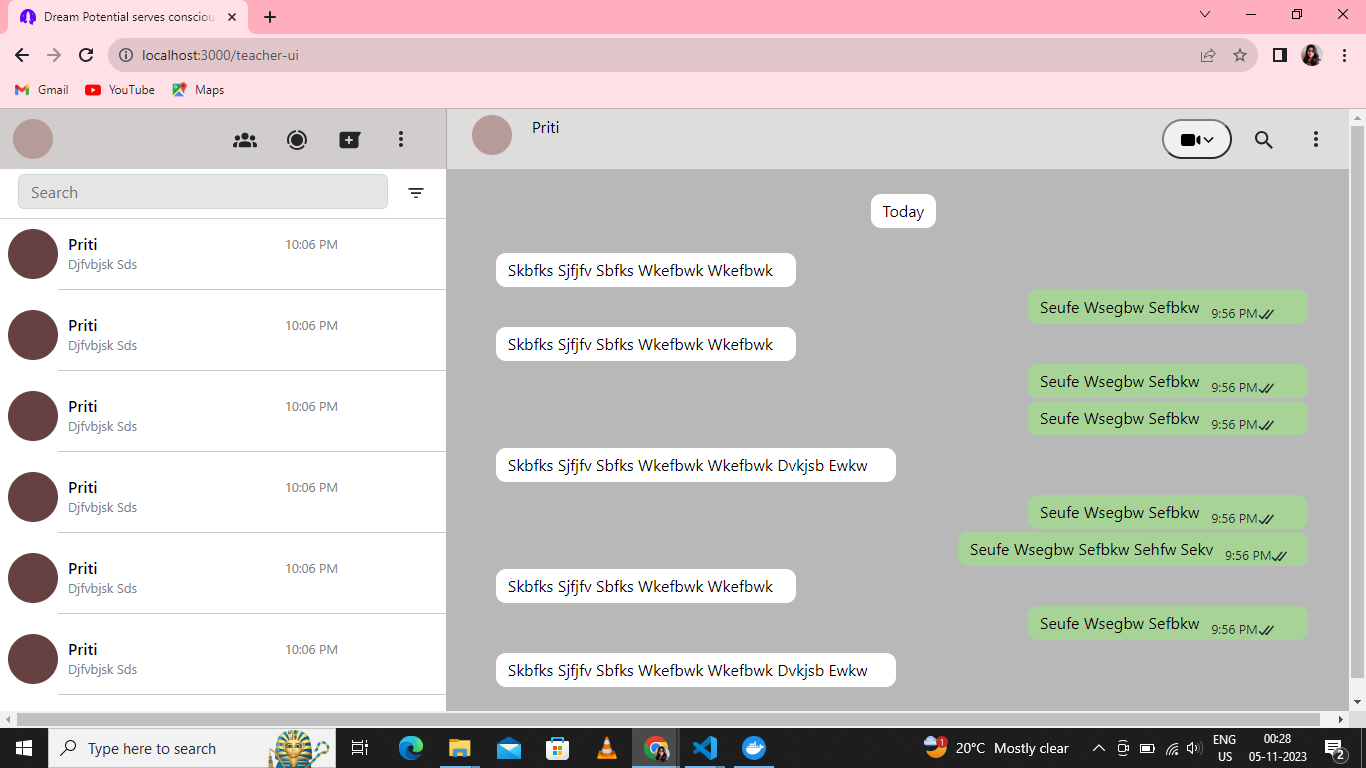 Dream Potential serves consciou
localhost:3000/teacher-ui
Gmail YouTube Maps
Priti
Search
Priti 10:06 PM
Djfvbjsk Sds
Priti 10:06 PM
Djfvbjsk Sds
Priti 10:06 PM
Djfvbjsk Sds
Priti 10:06 PM
Djfvbjsk Sds
Priti 10:06 PM
Djfvbjsk Sds
Priti 10:06 PM
Djfvbjsk Sds
Today
Skbfks Sjfjfv Sbfks Wkefbwk Wkefbwk
Seufe Wsegbw Sefbkw 9:56 PM
Skbfks Sjfjfv Sbfks Wkefbwk Wkefbwk
Seufe Wsegbw Sefbkw 9:56 PM
Seufe Wsegbw Sefbkw 9:56 PM
Skbfks Sjfjfv Sbfks Wkefbwk Wkefbwk Dvkjsb Ewkw
Seufe Wsegbw Sefbkw 9:56 PM
Seufe Wsegbw Sefbkw Sehfw Sekv 9:56 PM
Skbfks Sjfjfv Sbfks Wkefbwk Wkefbwk
Seufe Wsegbw Sefbkw 9:56 PM
Skbfks Sjfjfv Sbfks Wkefbwk Wkefbwk Dvkjsb Ewkw
Type here to search
1
20°C Mostly clear
ENG
US
00:28
05-11-2023
2